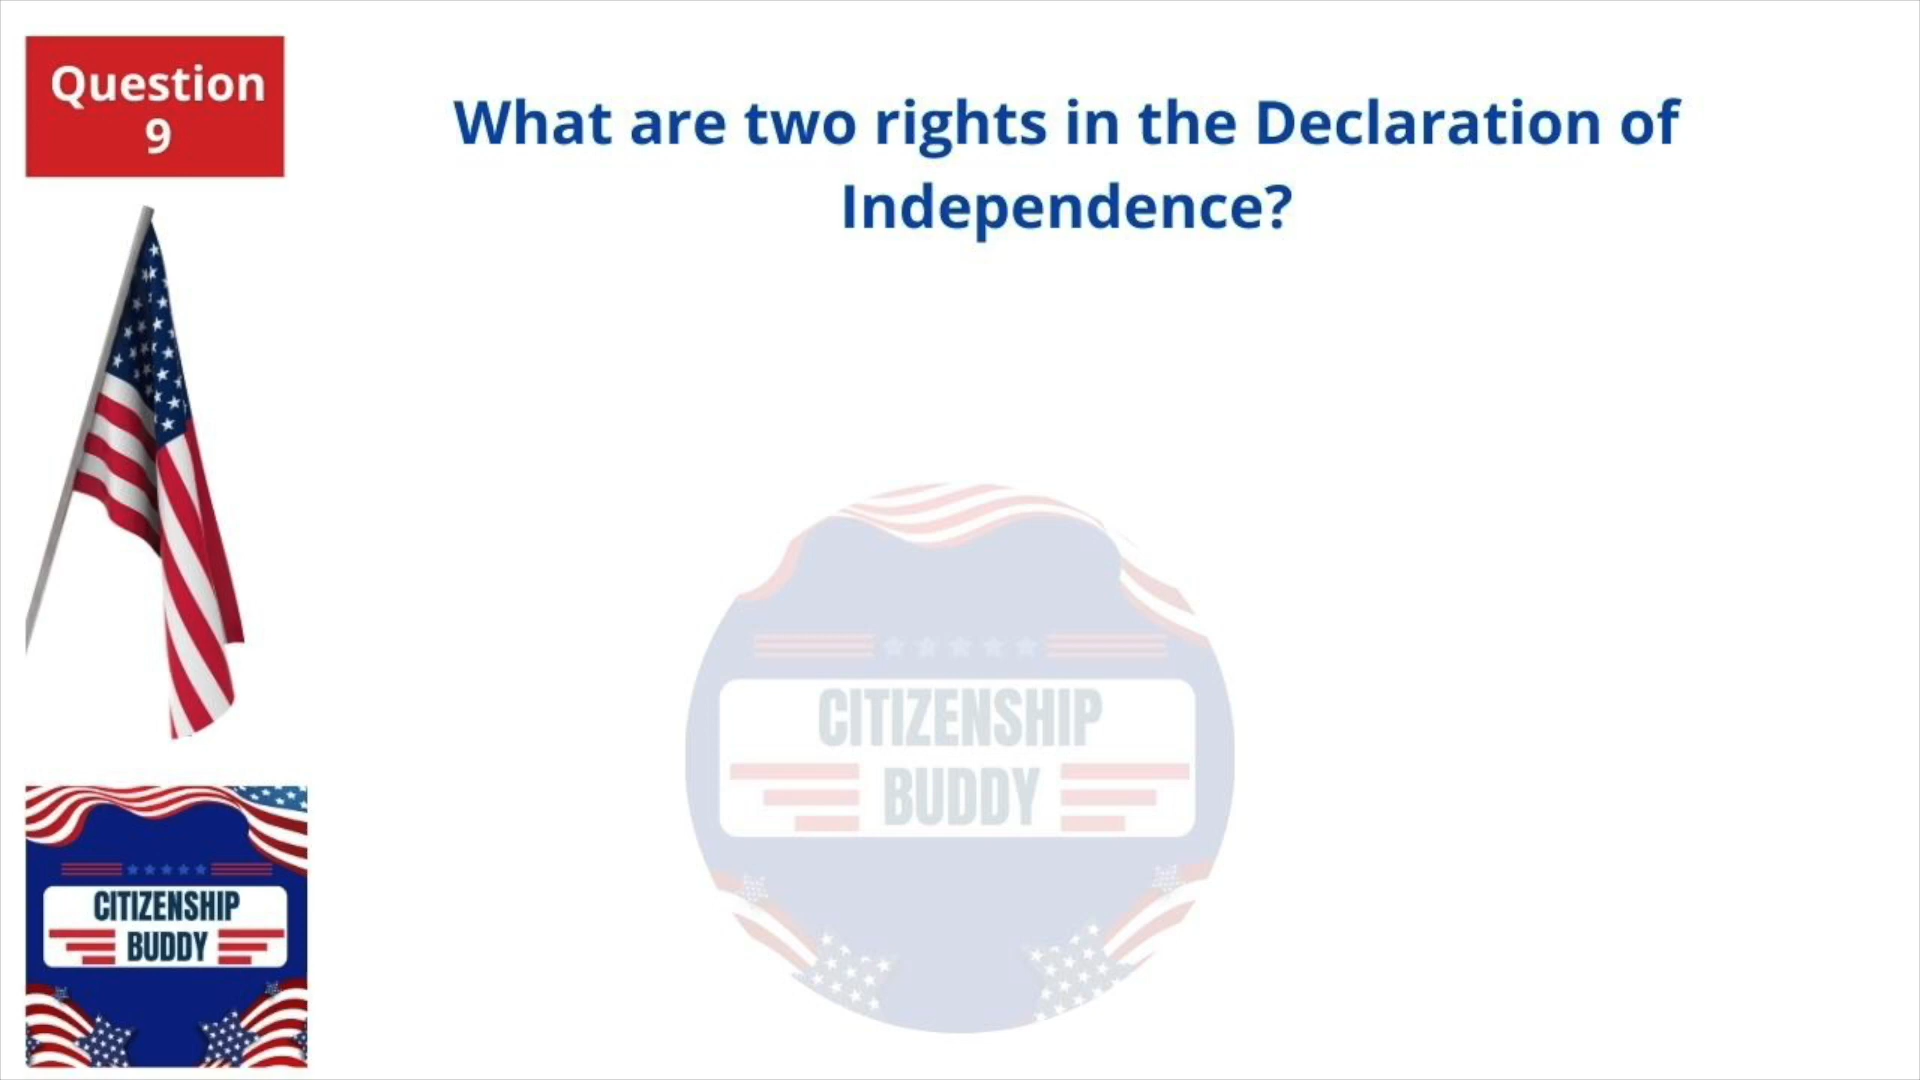 Question
9
What are two rights in the Declaration of
Independence?
CITIZENSHIP
BUDDY
CITIZENSHIP
BUDDY